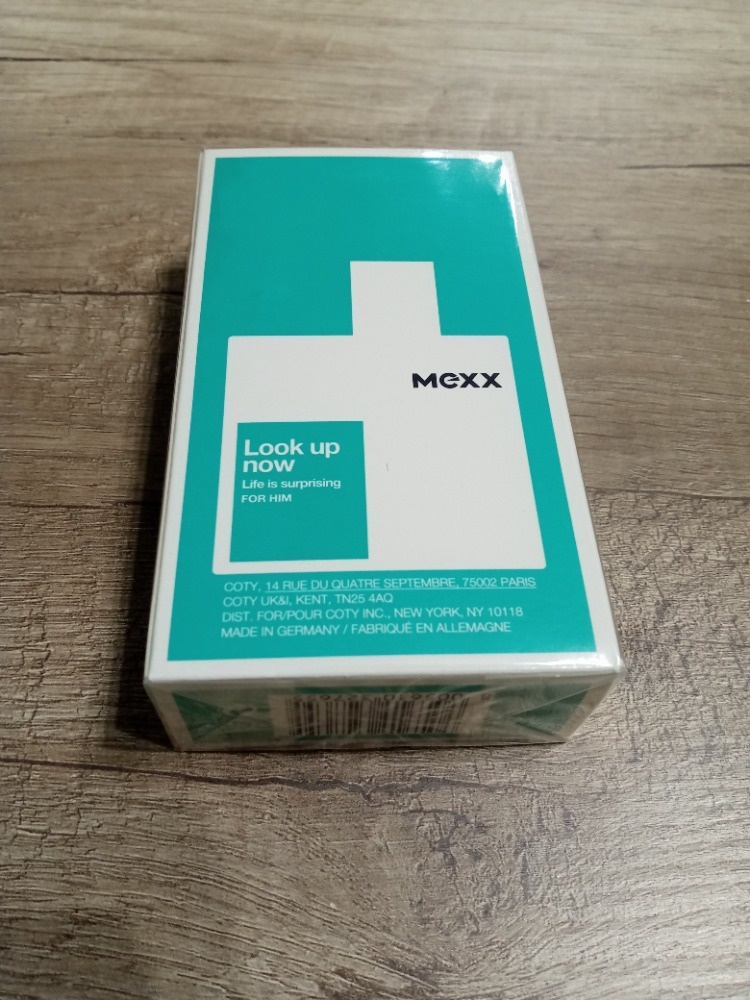 MEXX
Look up
now
Life is surprising
FOR HIM
COTY, 14 RUE DU QUATRE SEPTEMBRE, 75002 PARIS
COTY UK&I, KENT, TN25 4AQ
DIST. FOR/POUR COTY INC., NEW YORK, NY 10118
MADE IN GERMANY / FABRIQUÉ EN ALLEMAGNE